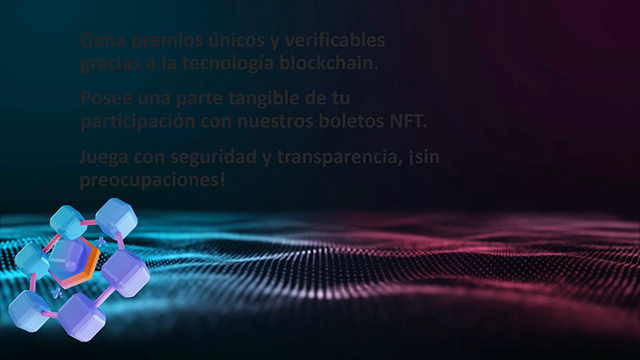 Gana premios únicos y verificables
gracias a la tecnología blockchain.
Posee una parte tangible de tu
participación con nuestros boletos NFT.
Juega con seguridad y transparencia, ¡sin
preocupaciones!